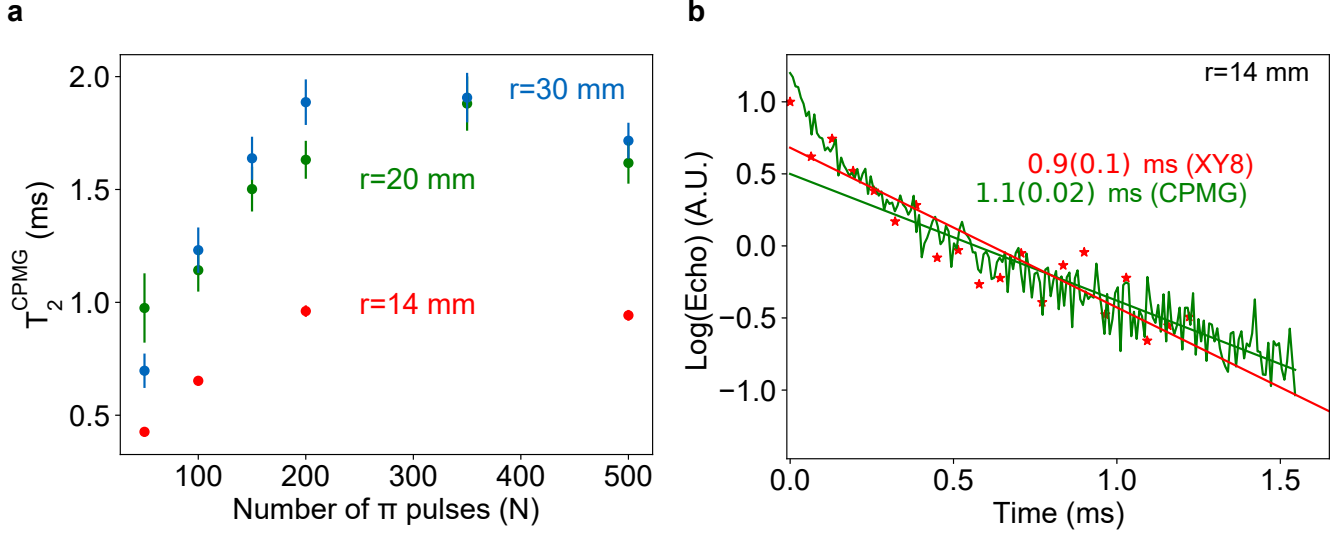 a
2.0
1.5
1.0
0.5
T₂^CPMG (ms)
r=30 mm
r=20 mm
r=14 mm
100
200
300
400
500
Number of π pulses (N)
b
r=14 mm
1.0
0.5
0.0
−0.5
−1.0
Log(Echo) (A.U.)
0.9(0.1) ms (XY8)
1.1(0.02) ms (CPMG)
0.0
0.5
1.0
1.5
Time (ms)